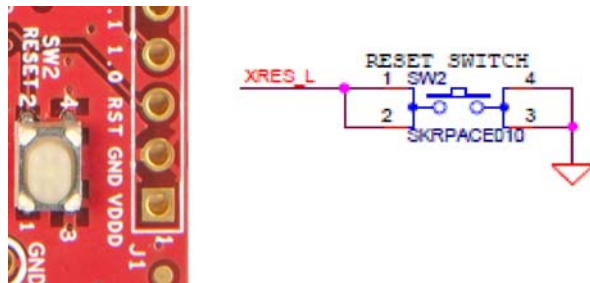 .1
1.0
RST
GND
VDDD
SW2
RESET
2
4
1
3
GND
J1
1
RESET SWITCH
XRES_L
1
SW2
4
2
3
SKRPACE010